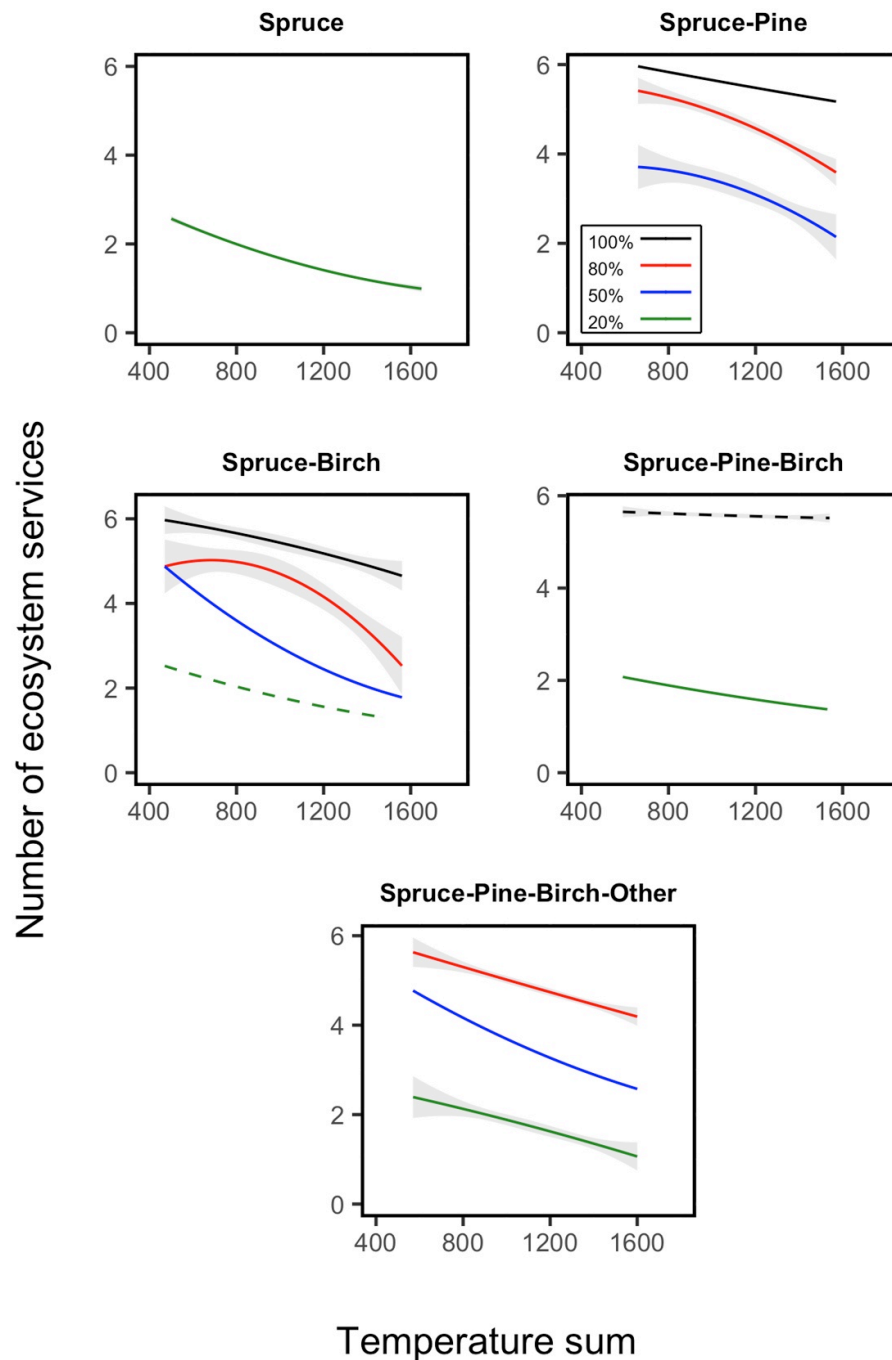 Spruce
Spruce-Pine
6
4
2
0
400 800 1200 1600
6
4
2
0
100%
80%
50%
20%
400 800 1200 1600
Number of ecosystem services
Spruce-Birch
Spruce-Pine-Birch
6
4
2
0
400 800 1200 1600
6
4
2
0
400 800 1200 1600
Spruce-Pine-Birch-Other
6
4
2
0
400 800 1200 1600
Temperature sum